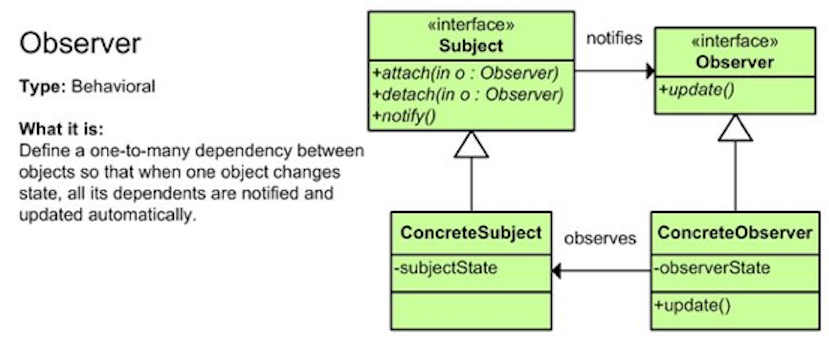 Observer
Type: Behavioral
What it is:
Define a one-to-many dependency between
objects so that when one object changes
state, all its dependents are notified and
updated automatically.
«interface»
Subject
+attach(in o : Observer)
+detach(in o : Observer)
+notify()
notifies
«interface»
Observer
+update()
ConcreteSubject
-subjectState
observes
ConcreteObserver
-observerState
+update()